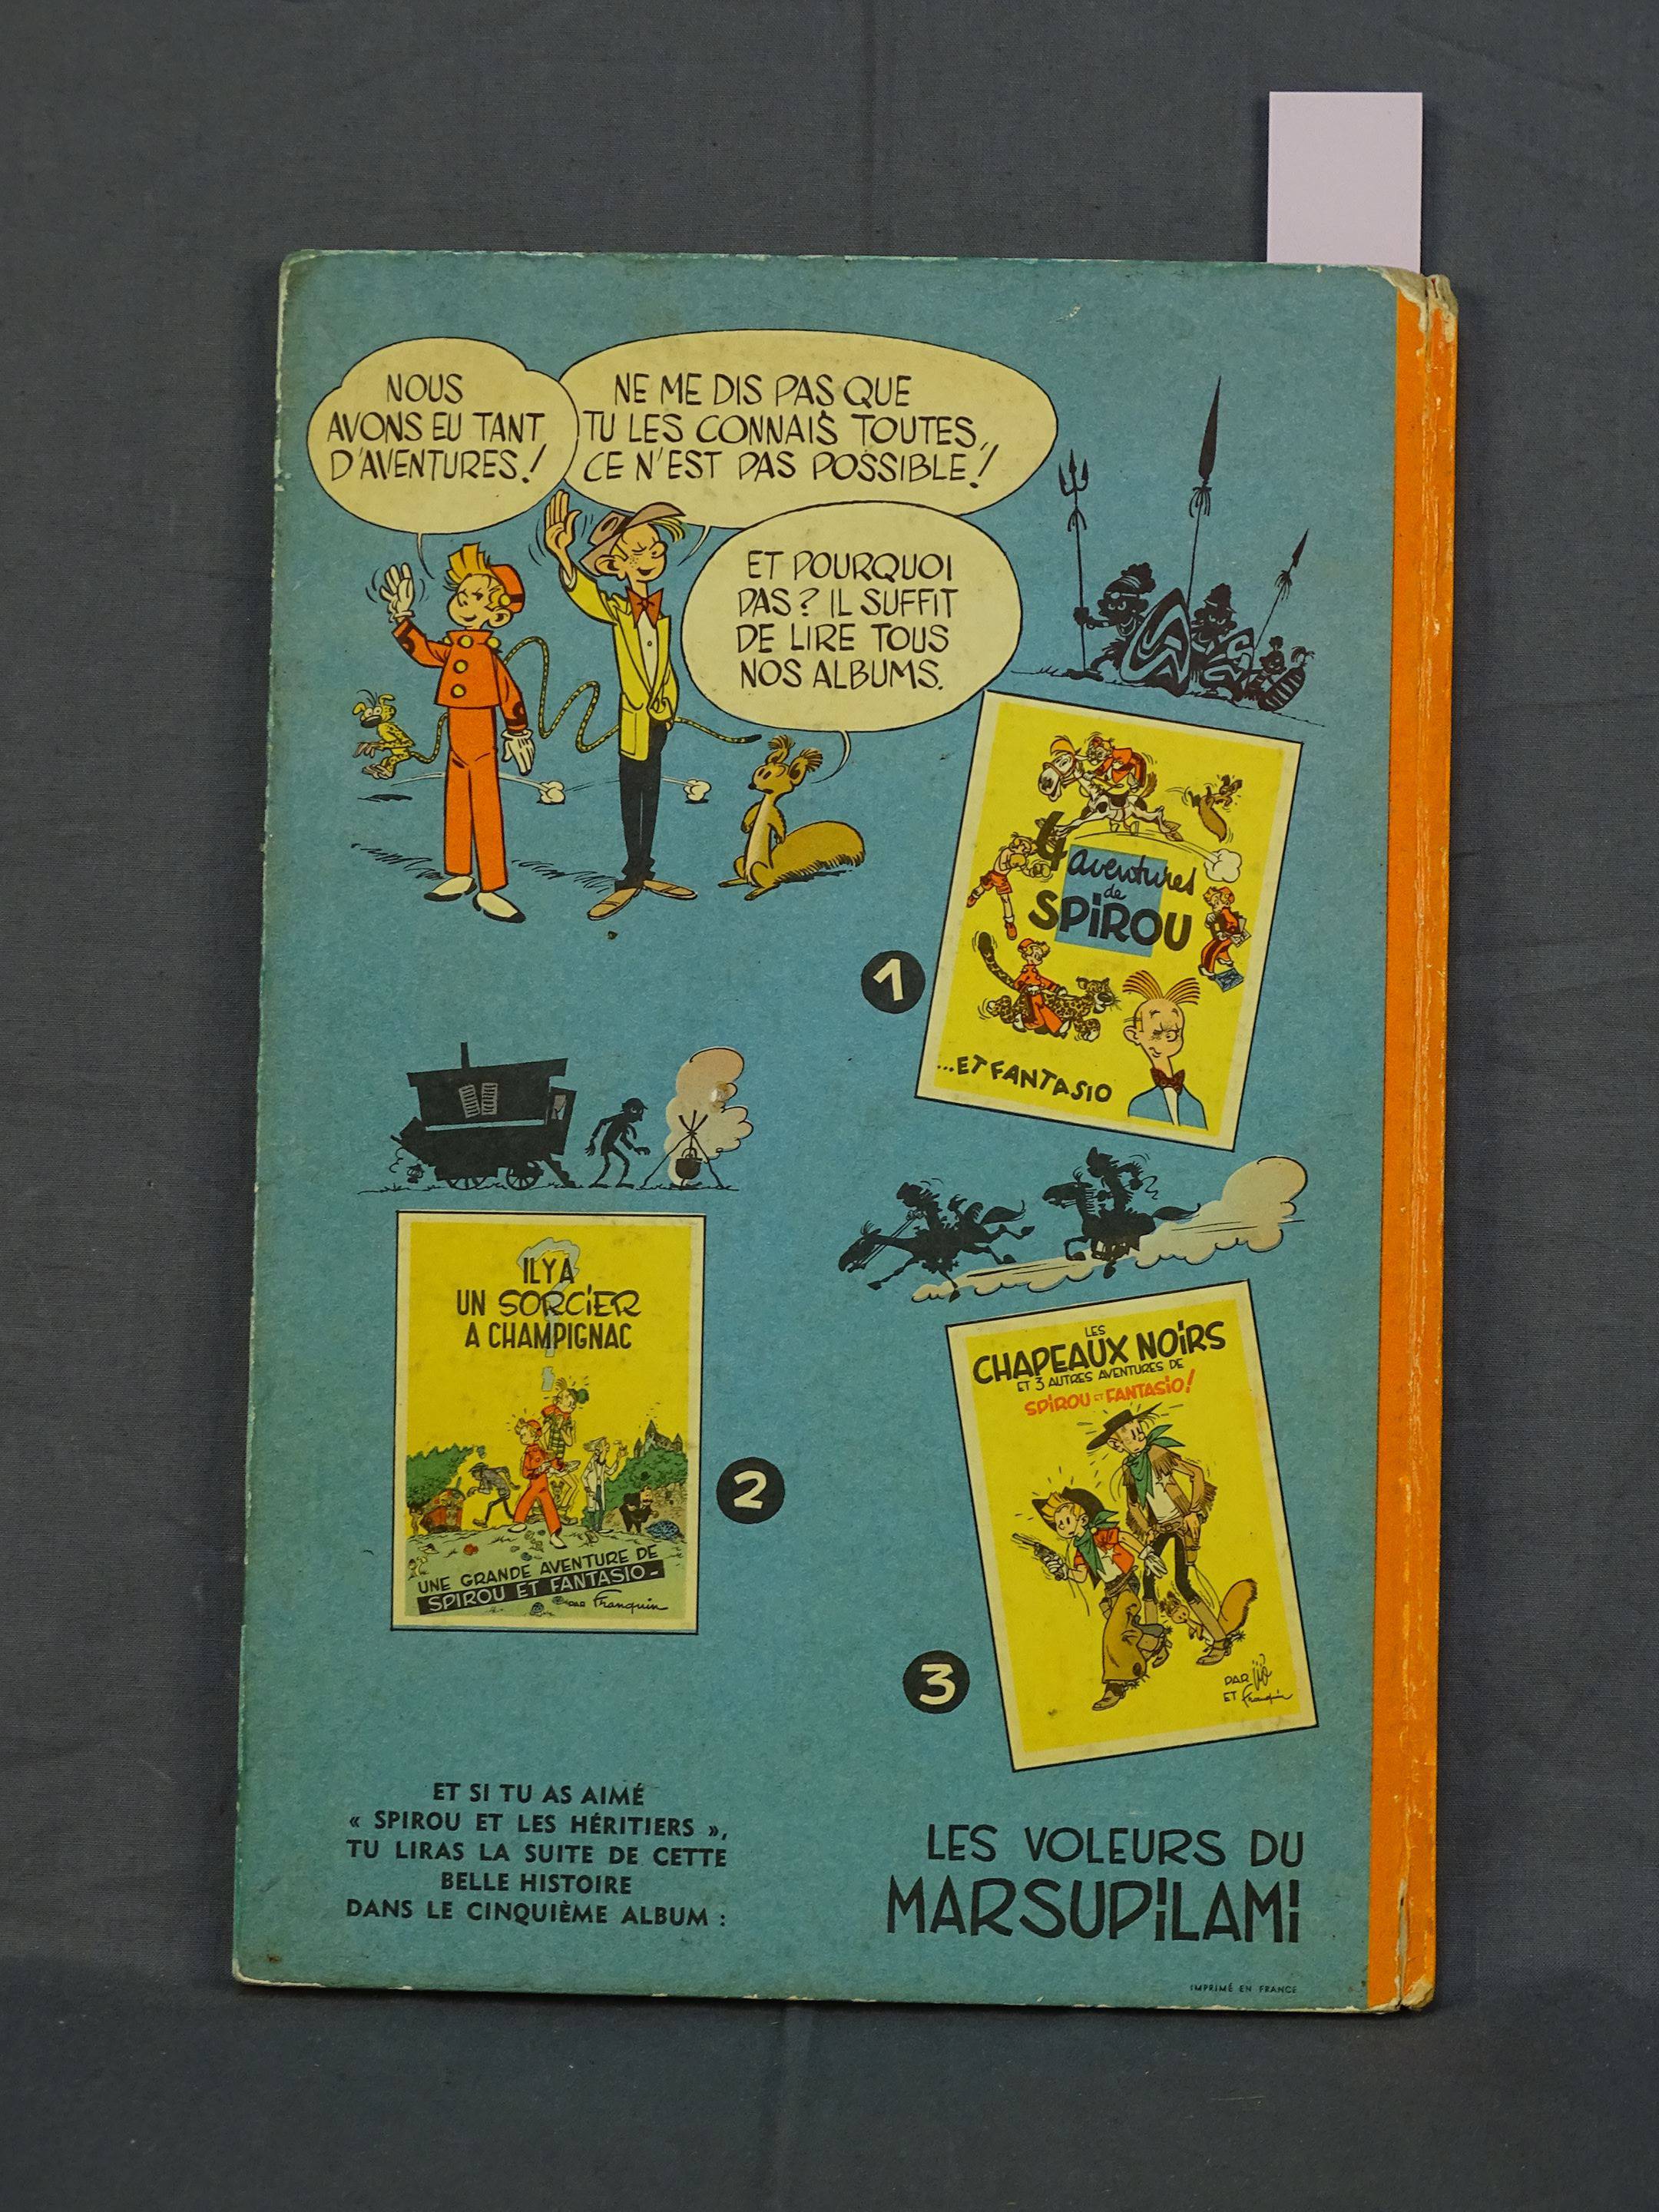 NOUS
AVONS EU TANT
D'AVENTURES!
NE ME DIS PAS QUE
TU LES CONNAIS TOUTES,
CE N'EST PAS POSSIBLE!
ET POURQUOI
PAS? IL SUFFIT
DE LIRE TOUS
NOS ALBUMS.
4 aventures
de
SPIROU
...ET FANTASIO
1
IL Y A
UN SORCIER
A CHAMPIGNAC
UNE GRANDE AVENTURE DE
SPIROU ET FANTASIO-
PAR Franquin
2
LES
CHAPEAUX NOIRS
ET 3 AUTRES AVENTURES DE
SPIROU ET FANTASIO!
PAR Jijé
ET Franquin
3
ET SI TU AS AIMÉ
« SPIROU ET LES HÉRITIERS »,
TU LIRAS LA SUITE DE CETTE
BELLE HISTOIRE
DANS LE CINQUIÈME ALBUM :
LES VOLEURS DU
MARSUPILAMI
IMPRIMÉ EN FRANCE